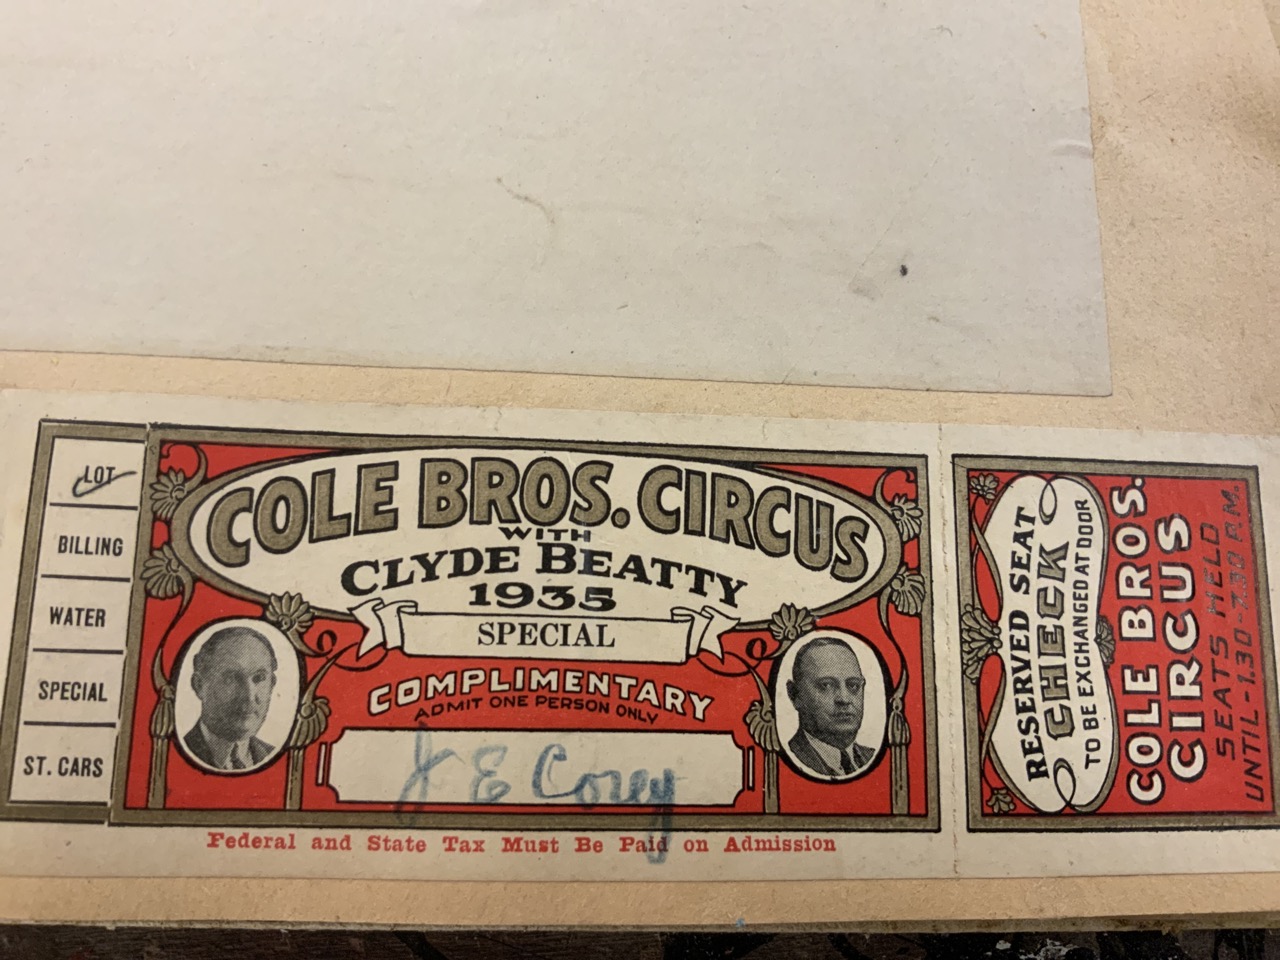 LOT
BILLING
WATER
SPECIAL
ST. CARS
COLE BROS. CIRCUS
WITH
CLYDE BEATTY
1935
SPECIAL
COMPLIMENTARY
ADMIT ONE PERSON ONLY
J E Corey
Federal and State Tax Must Be Paid on Admission
RESERVED SEAT
CHECK
TO BE EXCHANGED AT DOOR
COLE BROS.
CIRCUS
SEATS HELD
UNTIL-1.30-7.30 P.M.